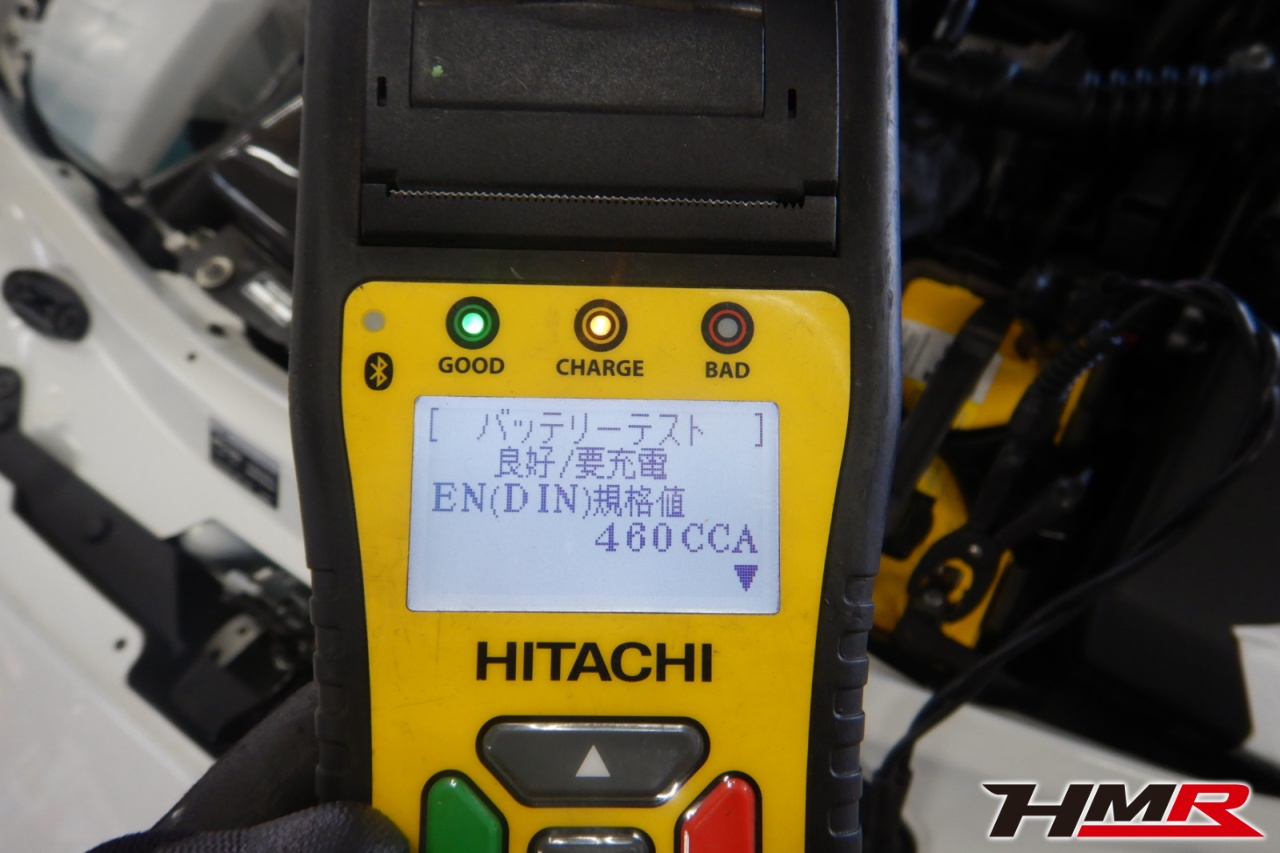 GOOD CHARGE BAD
[ バッテリーテスト ]
良好/要充電
EN(DIN)規格値
460CCA
HITACHI
HMR